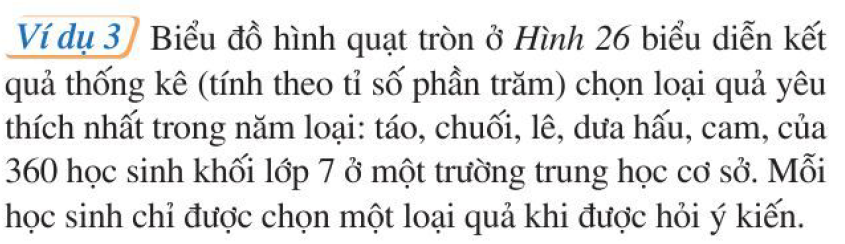 Ví dụ 3 Biểu đồ hình quạt tròn ở Hình 26 biểu diễn kết
quả thống kê (tính theo tỉ số phần trăm) chọn loại quả yêu
thích nhất trong năm loại: táo, chuối, lê, dưa hấu, cam, của
360 học sinh khối lớp 7 ở một trường trung học cơ sở. Mỗi
học sinh chỉ được chọn một loại quả khi được hỏi ý kiến.